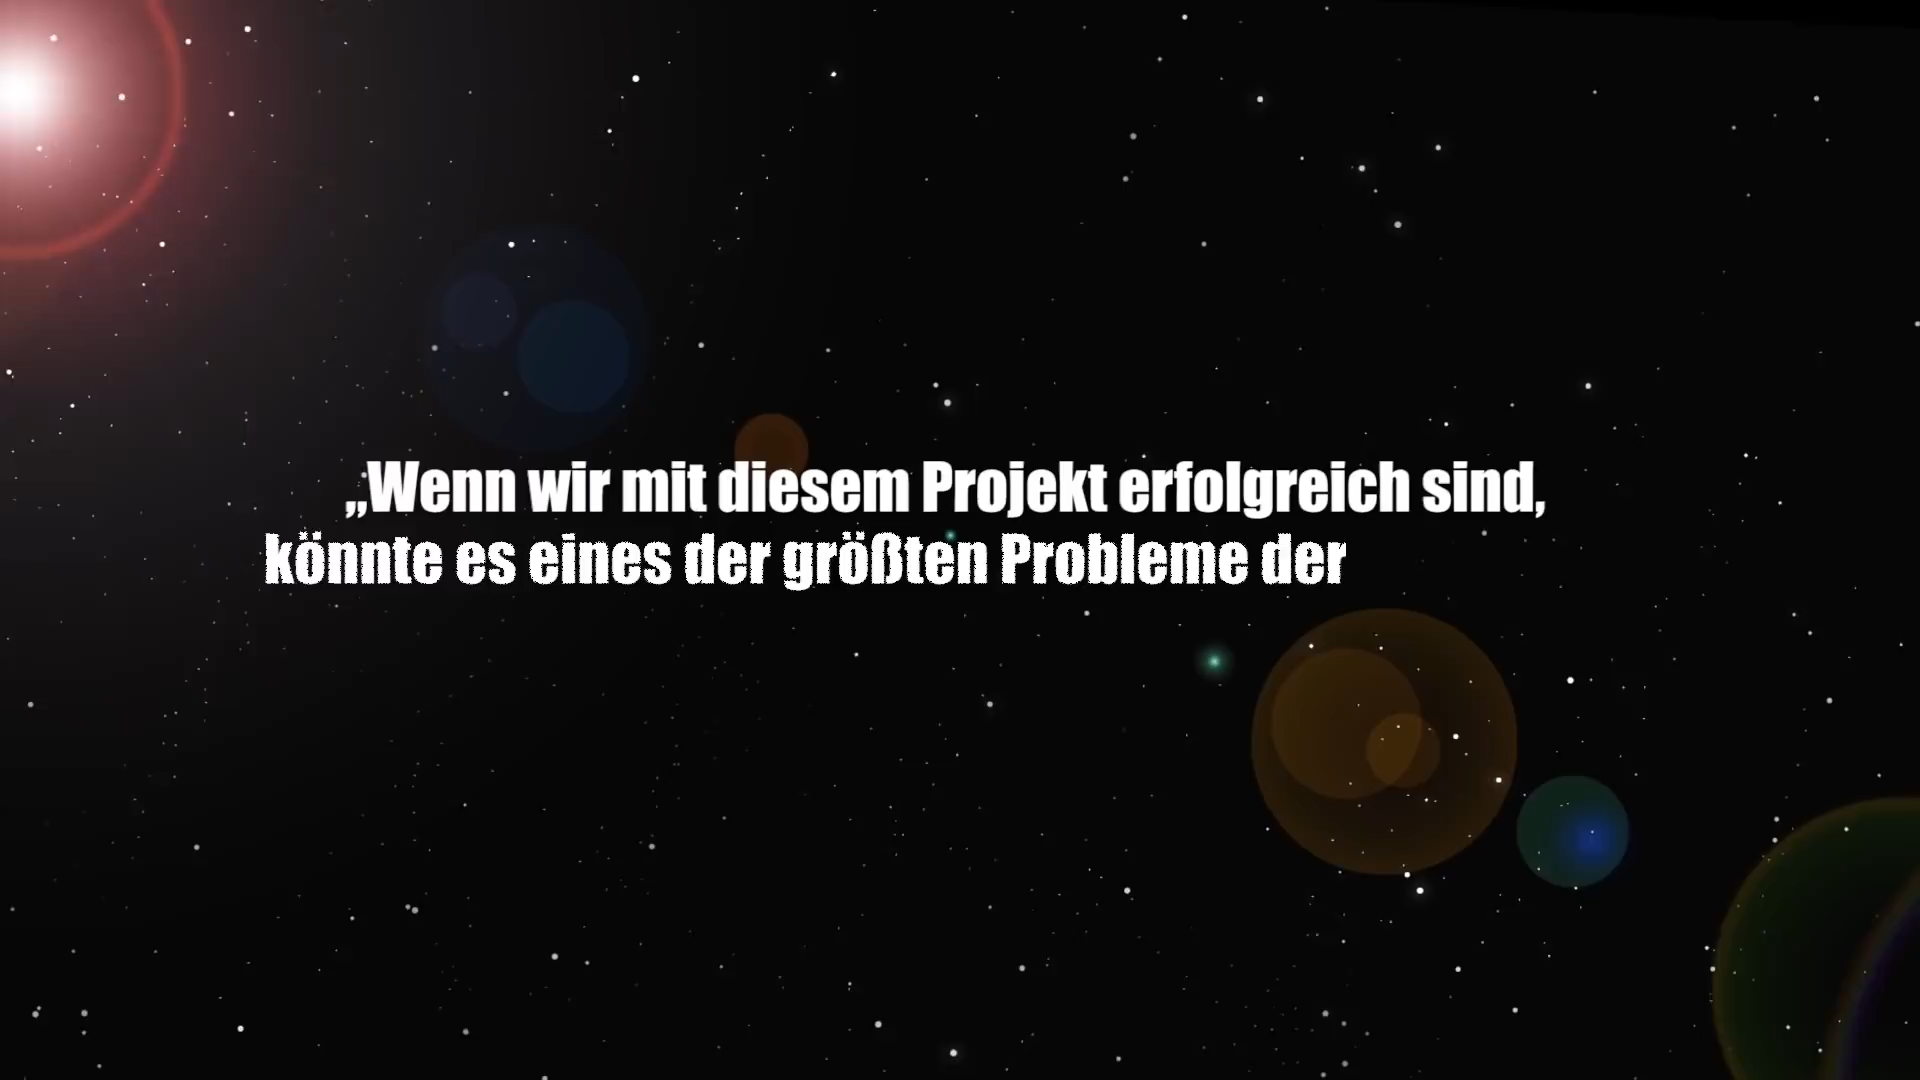 „Wenn wir mit diesem Projekt erfolgreich sind,
könnte es eines der größten Probleme der